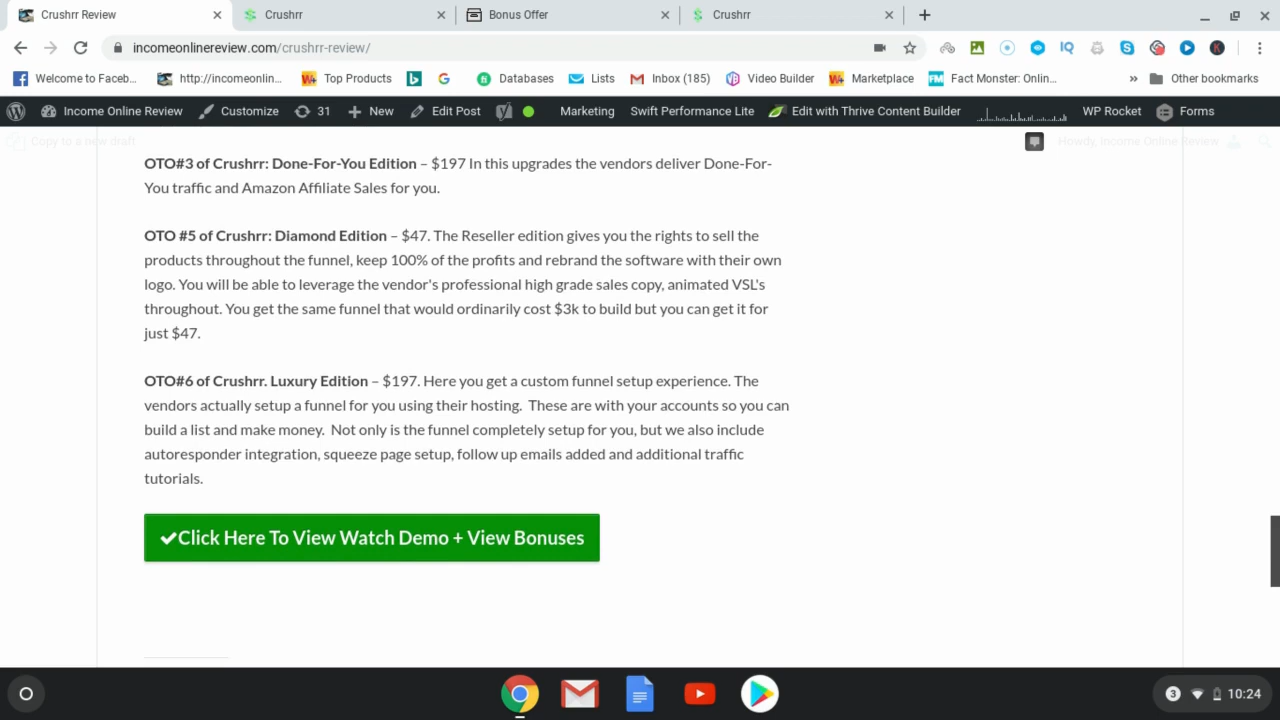 Crushrr Review
Crushrr
Bonus Offer
Crushrr
incomeonlinereview.com/crushrr-review/
Welcome to Faceb...
http://incomeonlin...
Top Products
Databases
Lists
Inbox (185)
Video Builder
Marketplace
Fact Monster: Onlin...
Other bookmarks
Income Online Review
Customize
31
New
Edit Post
Marketing
Swift Performance Lite
Edit with Thrive Content Builder
WP Rocket
Forms
Copy to a new draft
Howdy, Income Online Review
OTO#3 of Crushrr: Done-For-You Edition – $197 In this upgrades the vendors deliver Done-For-
You traffic and Amazon Affiliate Sales for you.
OTO #5 of Crushrr: Diamond Edition – $47. The Reseller edition gives you the rights to sell the
products throughout the funnel, keep 100% of the profits and rebrand the software with their own
logo. You will be able to leverage the vendor's professional high grade sales copy, animated VSL's
throughout. You get the same funnel that would ordinarily cost $3k to build but you can get it for
just $47.
OTO#6 of Crushrr. Luxury Edition – $197. Here you get a custom funnel setup experience. The
vendors actually setup a funnel for you using their hosting.  These are with your accounts so you can
build a list and make money.  Not only is the funnel completely setup for you, but we also include
autoresponder integration, squeeze page setup, follow up emails added and additional traffic
tutorials.
Click Here To View Watch Demo + View Bonuses
3
10:24